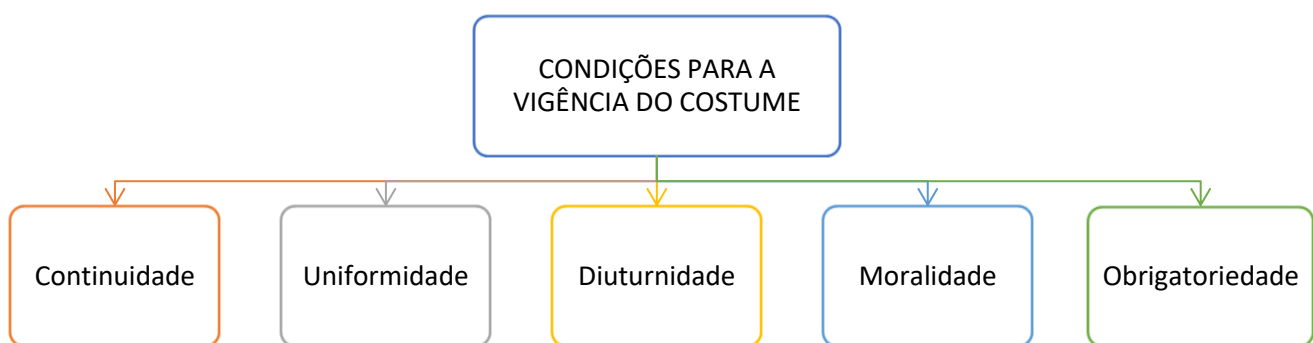 CONDIÇÕES PARA A
VIGÊNCIA DO COSTUME
Continuidade
Uniformidade
Diuturnidade
Moralidade
Obrigatoriedade